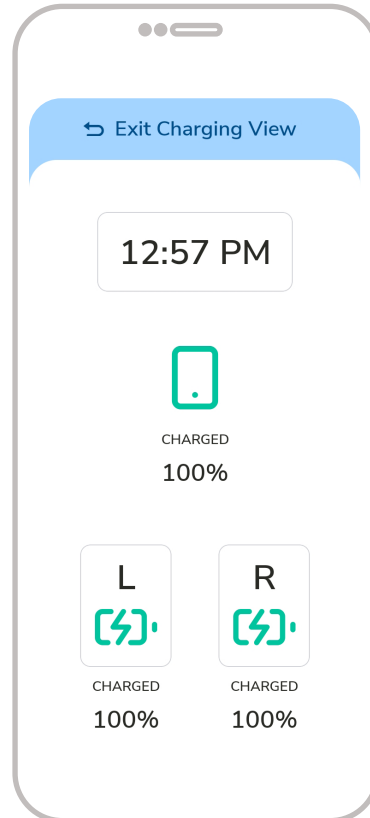 Exit Charging View
12:57 PM
CHARGED
100%
L R
CHARGED CHARGED
100% 100%